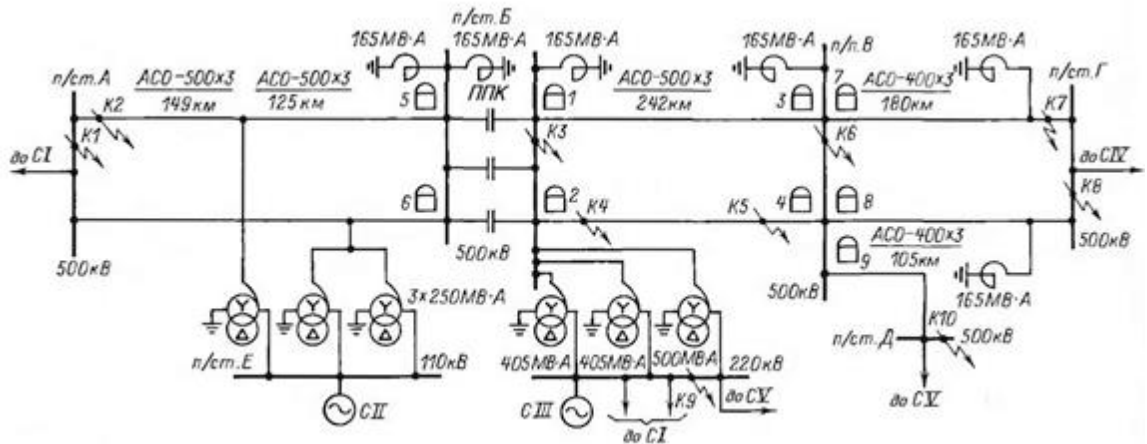 п/ст.Б
165МВ·А 165МВ·А 165МВ·А 165МВ·А п/п.В 165МВ·А
п/ст.А АСО-500×3 АСО-500×3 АСО-500×3 7 АСО-400×3 п/ст.Г
149км 125км 5 ППК 1 242км 3 180км
К2 К7
К1 К3 К6
до СI до СIV
6 2 К4 К5 4 8 К8
АСО-400×3
500кВ 500кВ 9 105км 500кВ
3×250МВ·А 500кВ 165МВ·А
К10
п/ст.Д 500кВ
п/ст.Е 110кВ 405МВ·А 405МВ·А 500МВ·А 220кВ
СII СIII К9 до СV до СV
до СI